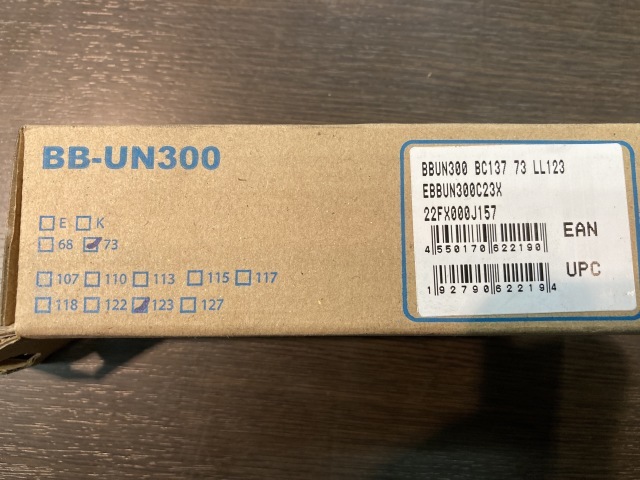 BB-UN300
E K
68 73
107 110 113 115 117
118 122 123 127
BBUN300 BC137 73 LL123
EBBUN300C23X
22FX000J157
4 550170 622190
EAN
UPC
1 92790 62219 4